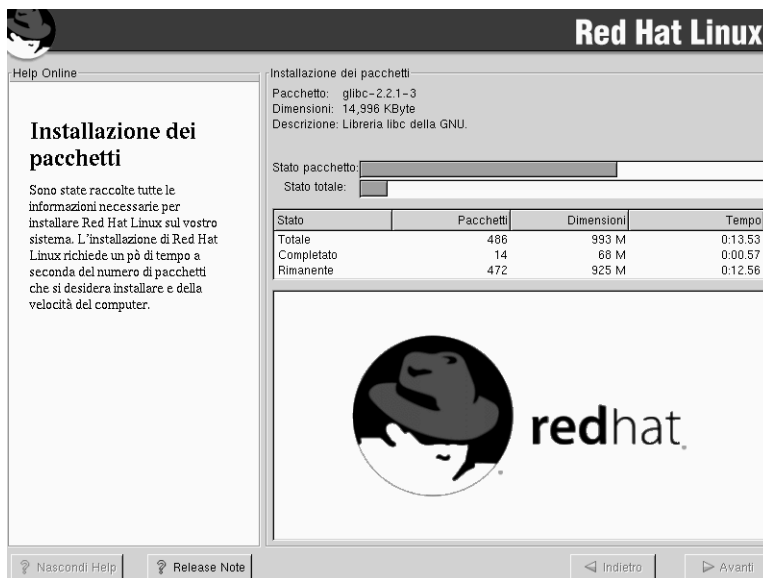 Red Hat Linux
Help Online
Installazione dei
pacchetti
Sono state raccolte tutte le
informazioni necessarie per
installare Red Hat Linux sul vostro
sistema. L'installazione di Red Hat
Linux richiede un pò di tempo a
seconda del numero di pacchetti
che si desidera installare e della
velocità del computer.
Installazione dei pacchetti
Pacchetto: glibc-2.2.1-3
Dimensioni: 14,996 KByte
Descrizione: Libreria libc della GNU.
Stato pacchetto:
Stato totale:
Stato Pacchetti Dimensioni Tempo
Totale 486 993 M 0:13.53
Completato 14 68 M 0:00.57
Rimanente 472 925 M 0:12.56
redhat.
Nascondi Help Release Note Indietro Avanti